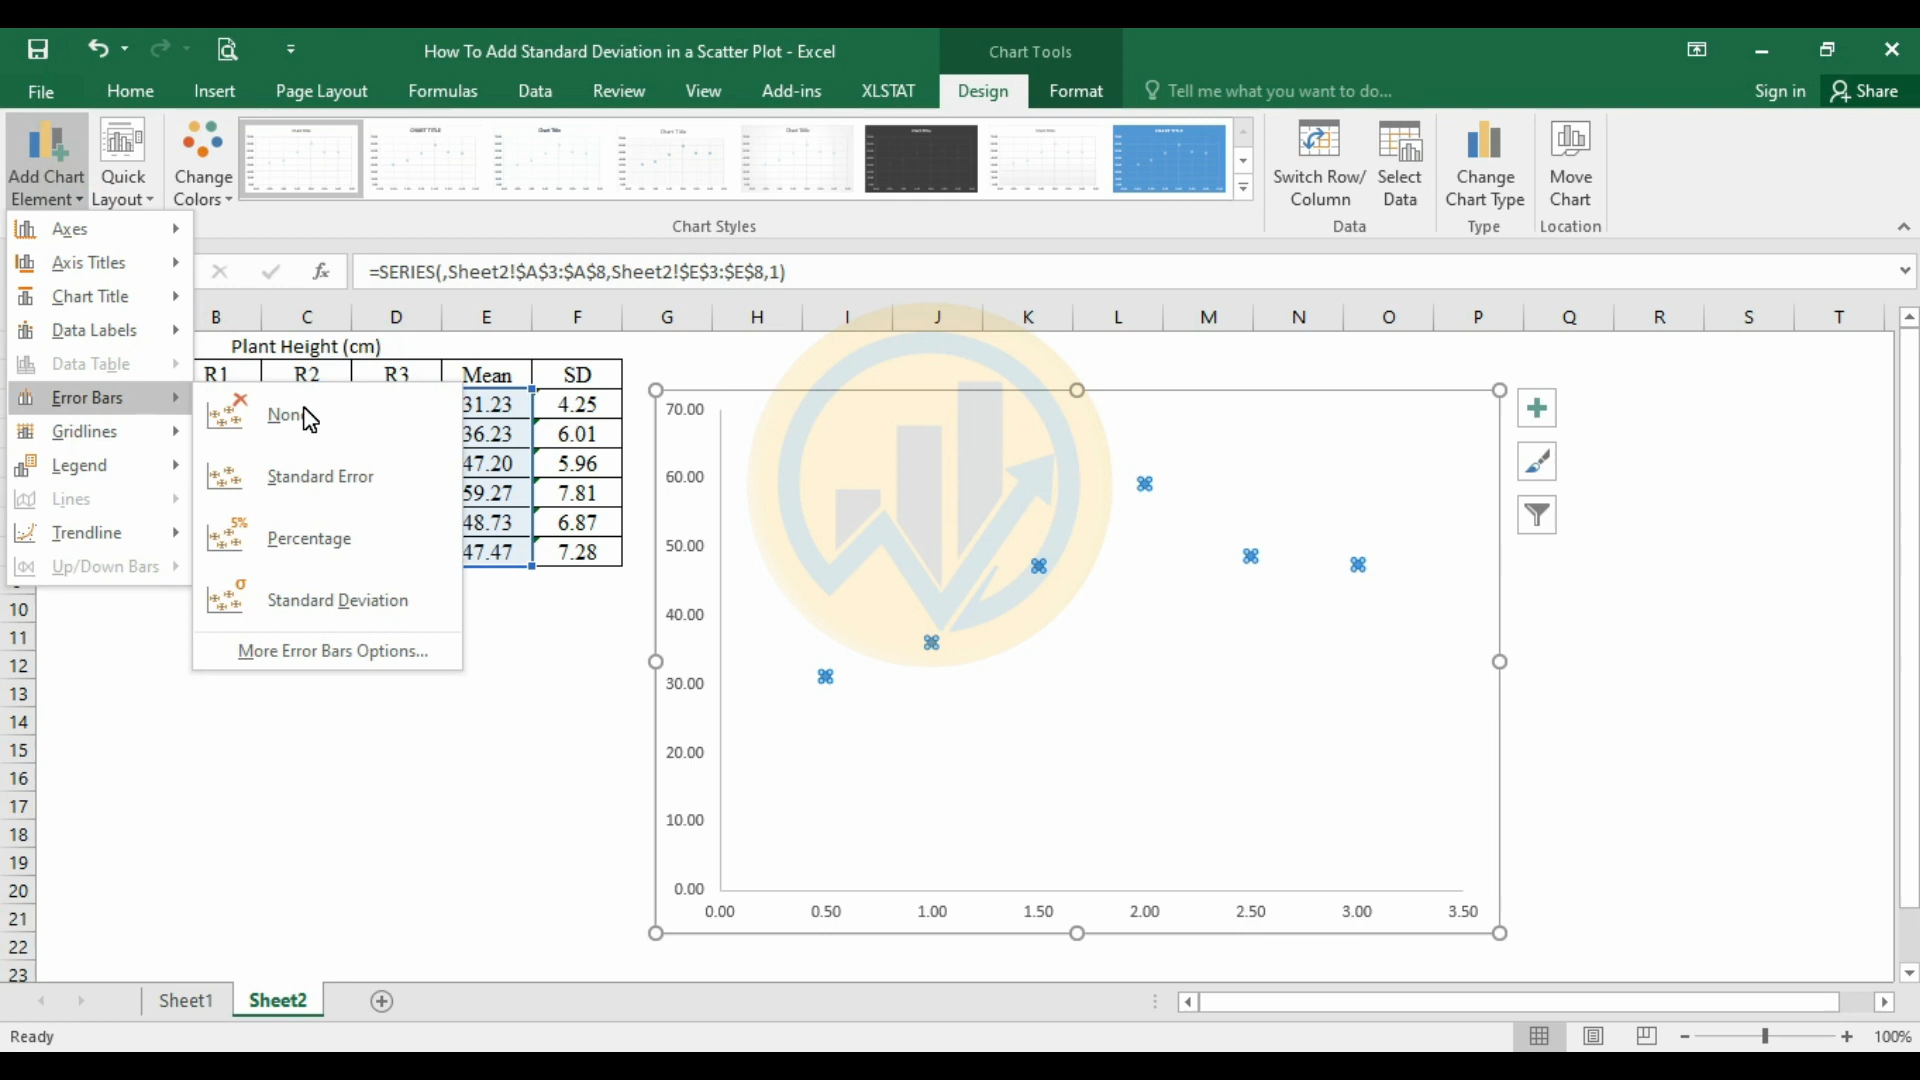 How To Add Standard Deviation in a Scatter Plot - Excel
Chart Tools
File
Home
Insert
Page Layout
Formulas
Data
Review
View
Add-ins
XLSTAT
Design
Format
Tell me what you want to do...
Sign in
Share
Add Chart
Element
Quick
Layout
Change
Colors
Switch Row/
Column
Select
Data
Change
Chart Type
Move
Chart
Chart Styles
Data
Type
Location
Axes
Axis Titles
Chart Title
Data Labels
Data Table
Error Bars
Gridlines
Legend
Lines
Trendline
Up/Down Bars
None
Standard Error
5%
Percentage
σ
Standard Deviation
More Error Bars Options...
fx
=SERIES(,Sheet2!$A$3:$A$8,Sheet2!$E$3:$E$8,1)
B C D E F G H I J K L M N O P Q R S T
Plant Height (cm)
R1 R2 R3 Mean SD
31.23 4.25
36.23 6.01
47.20 5.96
59.27 7.81
48.73 6.87
47.47 7.28
10
11
12
13
14
15
16
17
18
19
20
21
22
23
70.00
60.00
50.00
40.00
30.00
20.00
10.00
0.00
0.00 0.50 1.00 1.50 2.00 2.50 3.00 3.50
Sheet1
Sheet2
Ready
100%